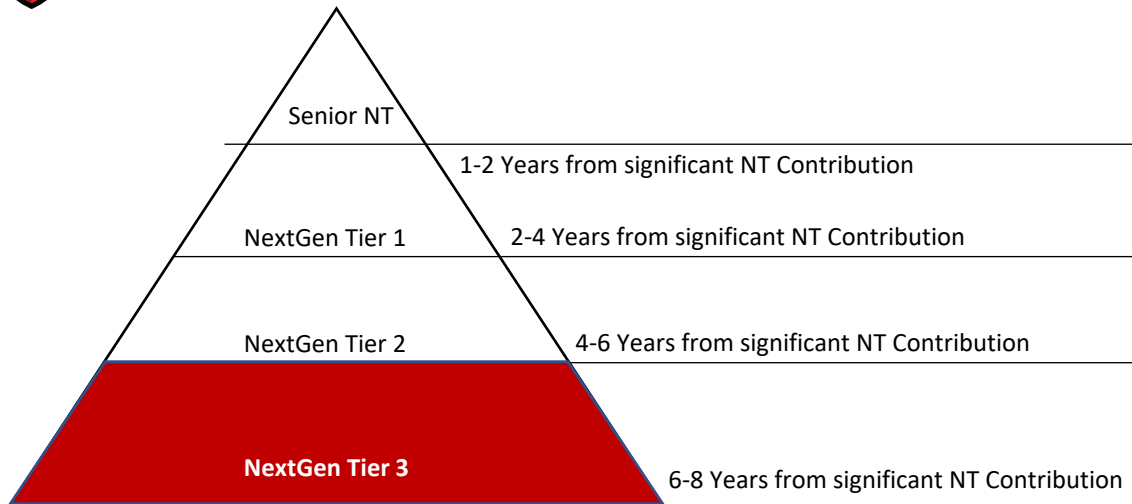 Senior NT
1-2 Years from significant NT Contribution
NextGen Tier 1
2-4 Years from significant NT Contribution
NextGen Tier 2
4-6 Years from significant NT Contribution
NextGen Tier 3
6-8 Years from significant NT Contribution